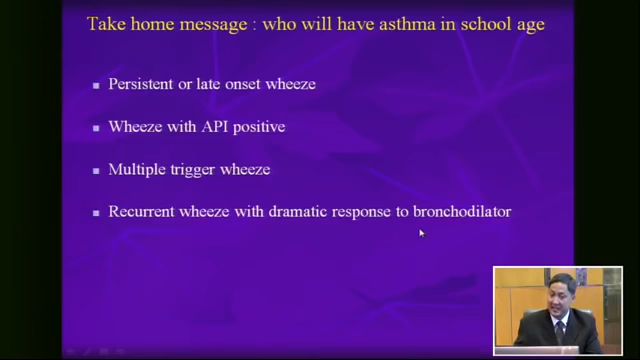 Take home message : who will have asthma in school age
Persistent or late onset wheeze
Wheeze with API positive
Multiple trigger wheeze
Recurrent wheeze with dramatic response to bronchodilator